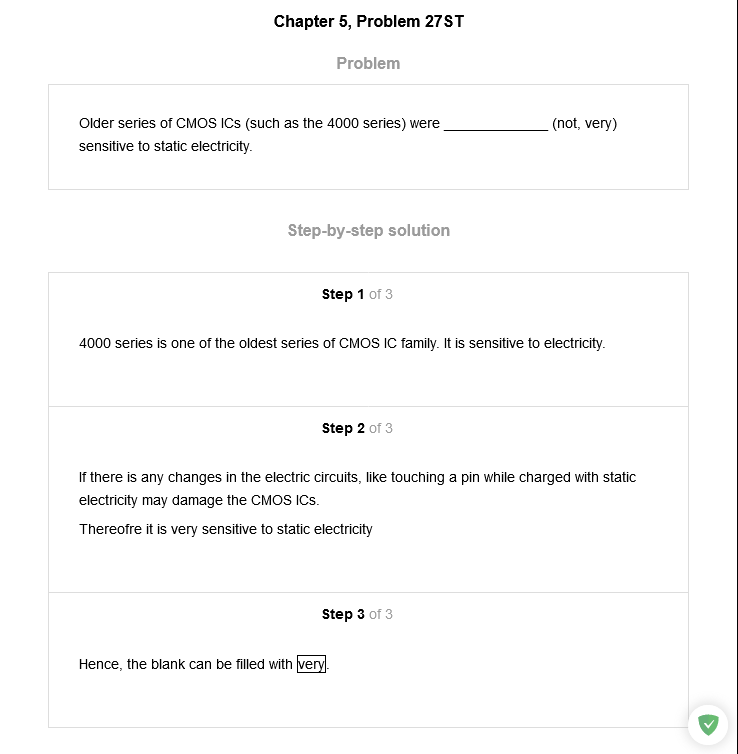 Chapter 5, Problem 27ST
Problem
Older series of CMOS ICs (such as the 4000 series) were ______________ (not, very)
sensitive to static electricity.
Step-by-step solution
Step 1 of 3
4000 series is one of the oldest series of CMOS IC family. It is sensitive to electricity.
Step 2 of 3
If there is any changes in the electric circuits, like touching a pin while charged with static
electricity may damage the CMOS ICs.
Thereofre it is very sensitive to static electricity
Step 3 of 3
Hence, the blank can be filled with very.